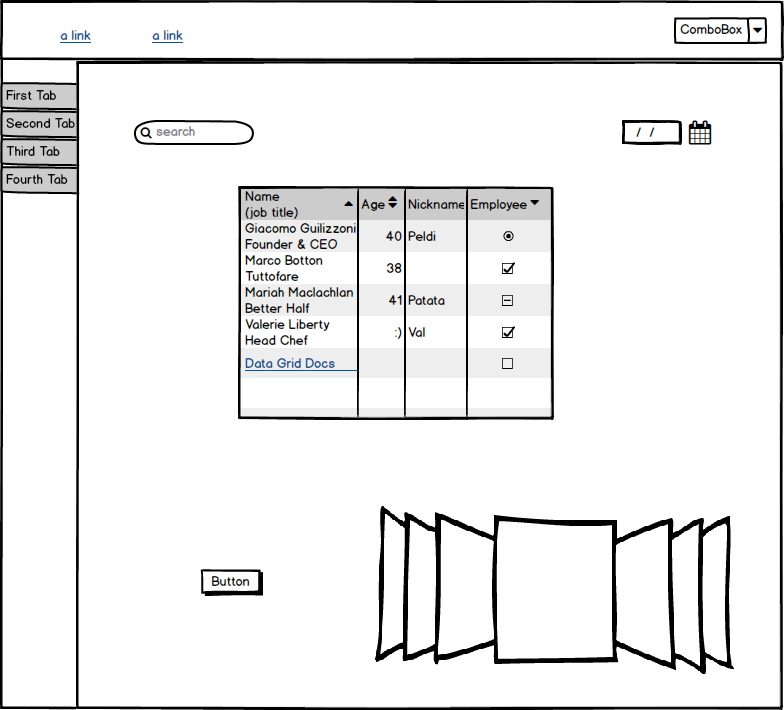 a link
a link
ComboBox
First Tab
Second Tab
Third Tab
Fourth Tab
search
/ /
Name
(job title)
Age
Nickname
Employee
Giacomo Guilizzoni
Founder & CEO
40
Peldi
Marco Botton
Tuttofare
38
Mariah Maclachlan
Better Half
41
Patata
Valerie Liberty
Head Chef
:)
Val
Data Grid Docs
Button